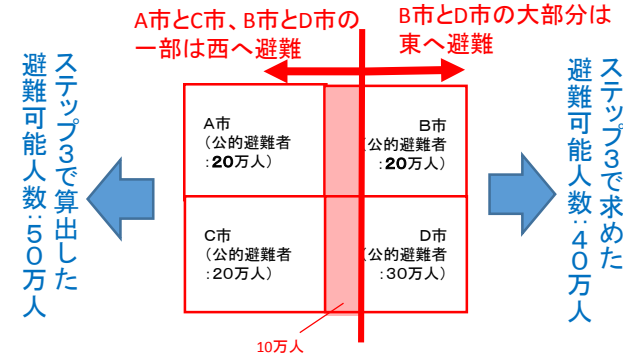 A市とC市、B市とD市の
一部は西へ避難
B市とD市の大部分は
東へ避難
ステップ3で算出した
避難可能人数:50万人
A市
(公的避難者
:20万人)
B市
(公的避難者
:20万人)
C市
(公的避難者
:20万人)
D市
(公的避難者
:30万人)
ステップ3で求めた
避難可能人数:40万人
10万人